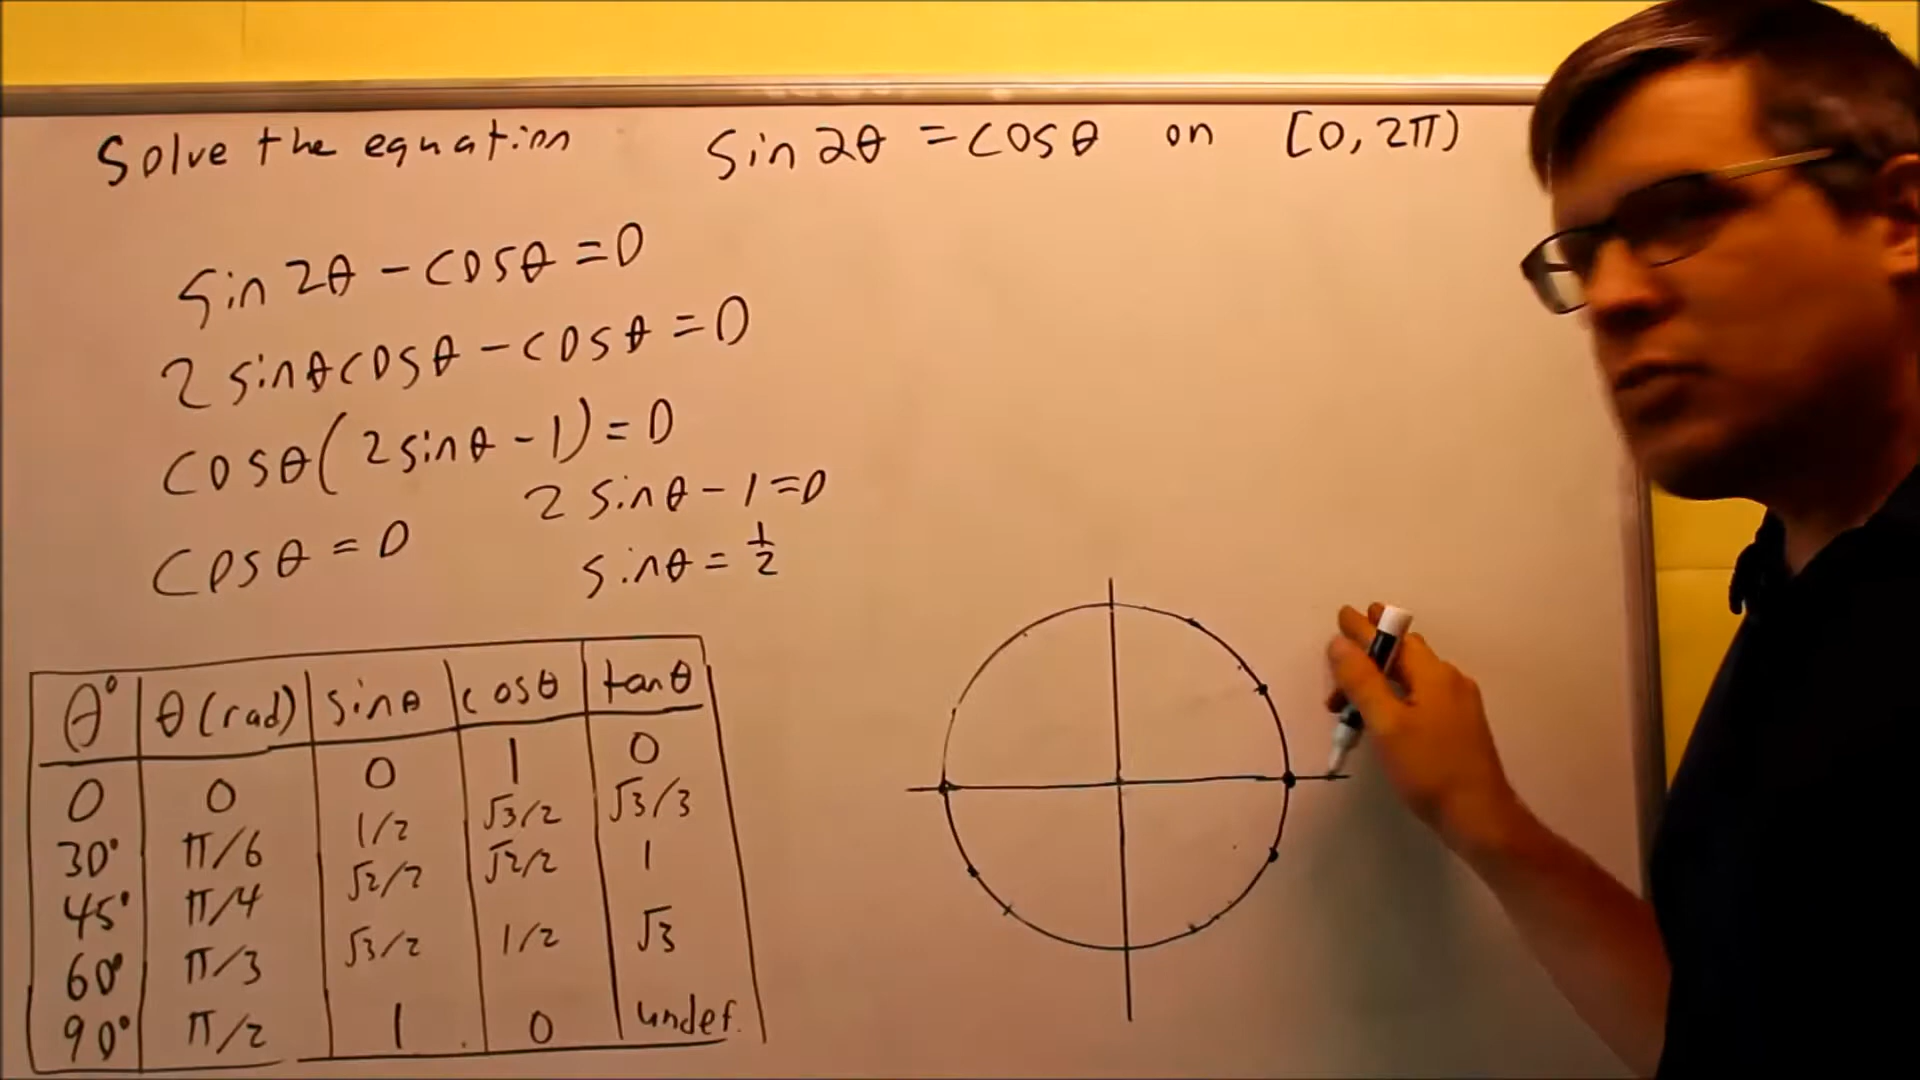 Solve the equation sin 2θ = cos θ on [0, 2π)
sin 2θ - cos θ = 0
2 sin θ cos θ - cos θ = 0
cos θ (2 sin θ - 1) = 0
cos θ = 0 2 sin θ - 1 = 0
sin θ = 1/2
θ° θ (rad) sin θ cos θ tan θ
0 0 0 1 0
30° π/6 1/2 √3/2 √3/3
45° π/4 √2/2 √2/2 1
60° π/3 √3/2 1/2 √3
90° π/2 1 0 undef.